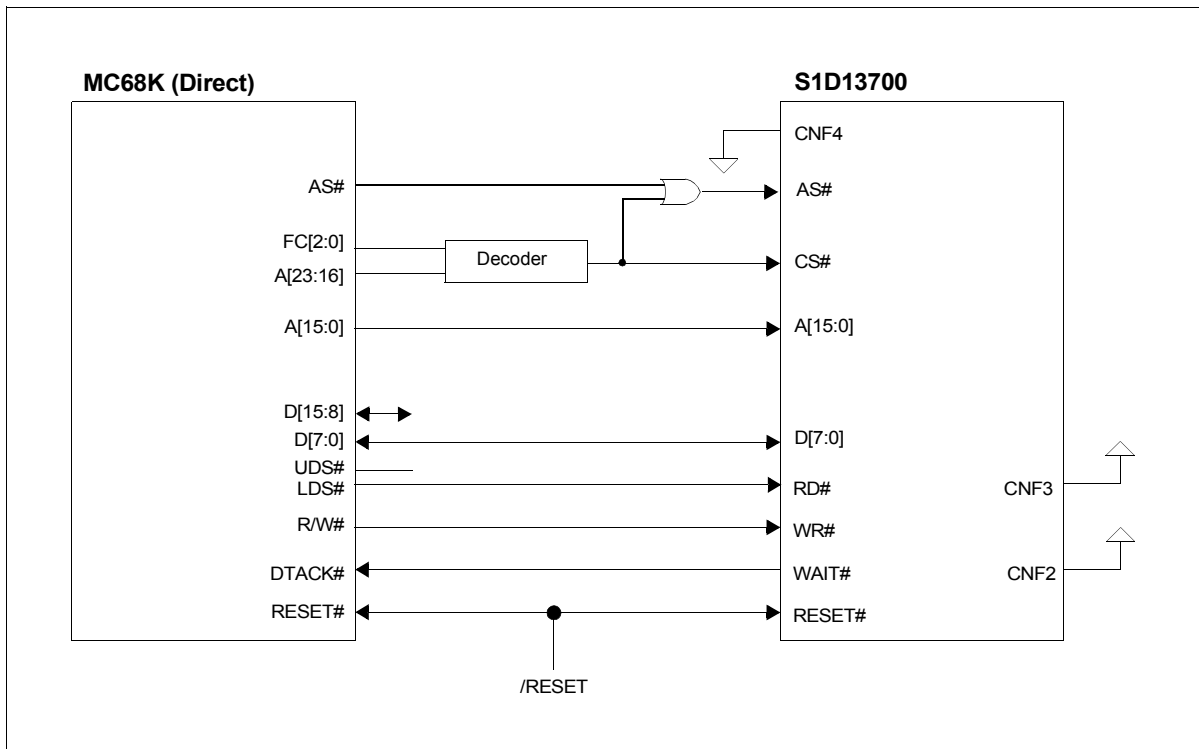 MC68K (Direct)
S1D13700
CNF4
AS#
AS#
FC[2:0]
Decoder
CS#
A[23:16]
A[15:0]
A[15:0]
D[15:8]
D[7:0]
D[7:0]
UDS#
LDS#
RD#
CNF3
R/W#
WR#
DTACK#
WAIT#
CNF2
RESET#
RESET#
/RESET